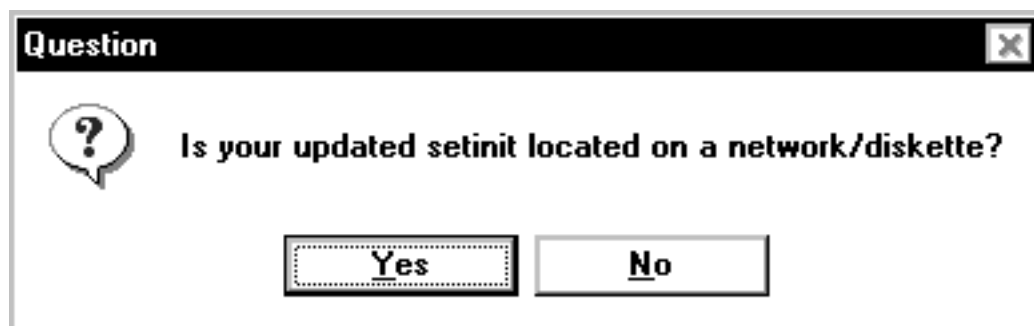 Question
Is your updated setinit located on a network/diskette?
Yes No